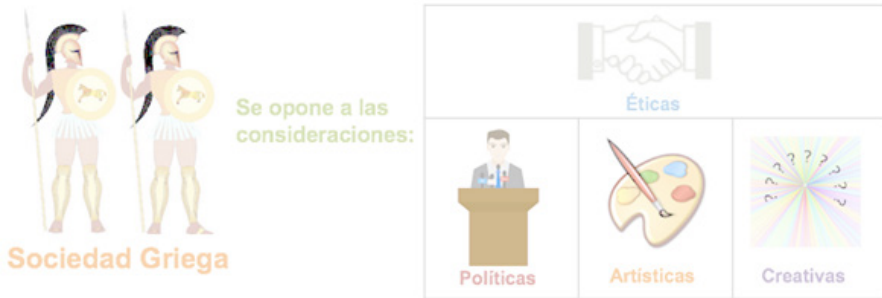 Se opone a las
consideraciones:
Sociedad Griega
Éticas
Políticas
Artísticas
Creativas
? ? ? ? ? ? ? ? ?